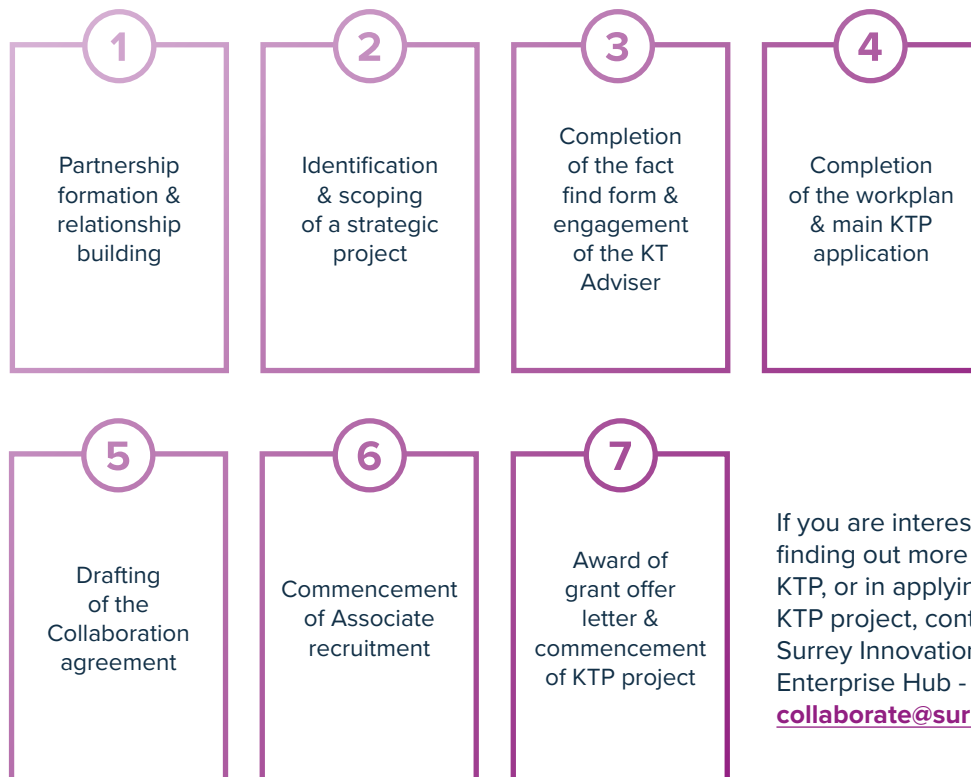 1
Partnership
formation &
relationship
building
2
Identification
& scoping
of a strategic
project
3
Completion
of the fact
find form &
engagement
of the KT
Adviser
4
Completion
of the workplan
& main KTP
application
5
Drafting
of the
Collaboration
agreement
6
Commencement
of Associate
recruitment
7
Award of
grant offer
letter &
commencement
of KTP project
If you are interes
finding out more
KTP, or in applyin
KTP project, cont
Surrey Innovation
Enterprise Hub -
collaborate@sur